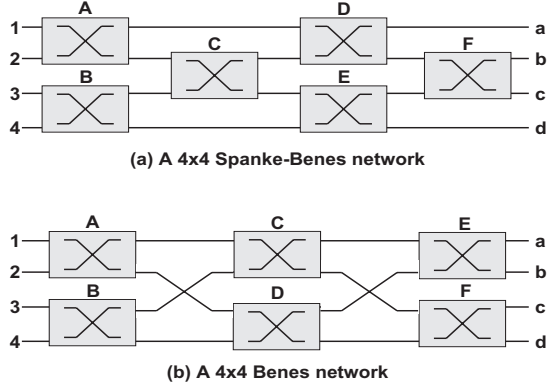 A D
1 a
C F
2 b
B E
3 c
4 d
(a) A 4x4 Spanke-Benes network
A C E
1 a
2 b
B D F
3 c
4 d
(b) A 4x4 Benes network